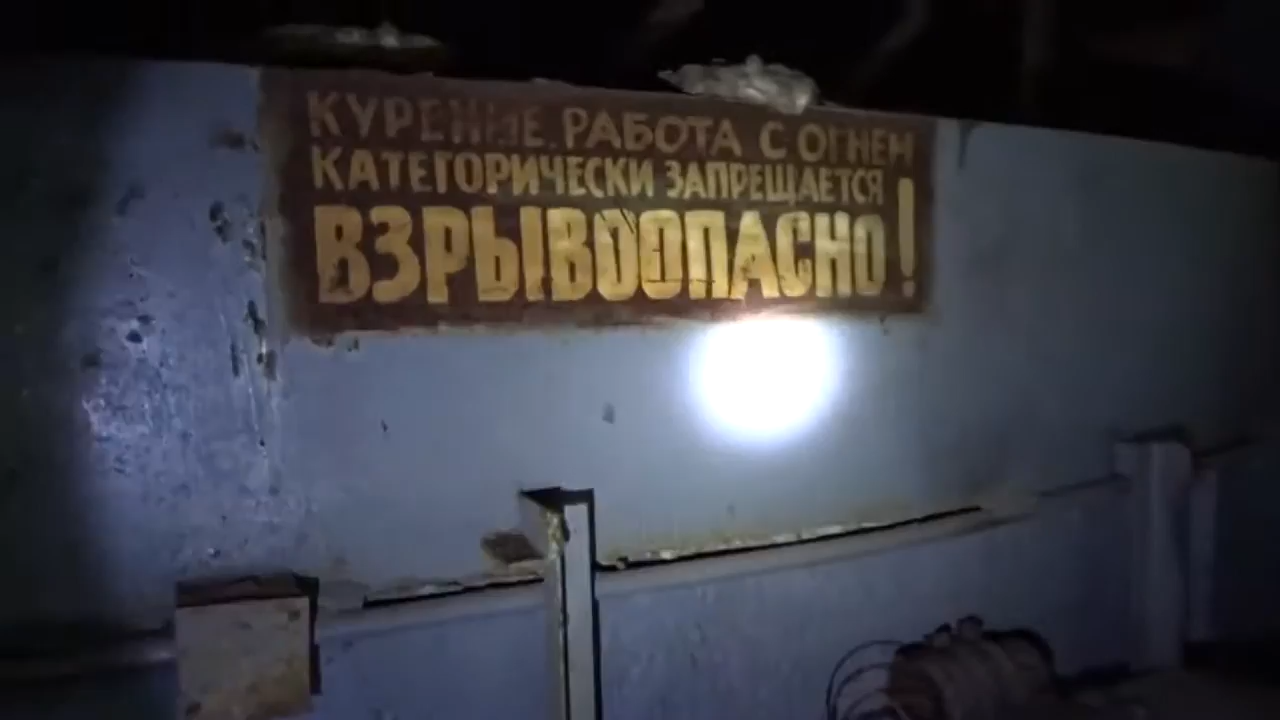 КУРЕНИЕ. РАБОТА С ОГНЕМ
КАТЕГОРИЧЕСКИ ЗАПРЕЩАЕТСЯ
ВЗРЫВООПАСНО!